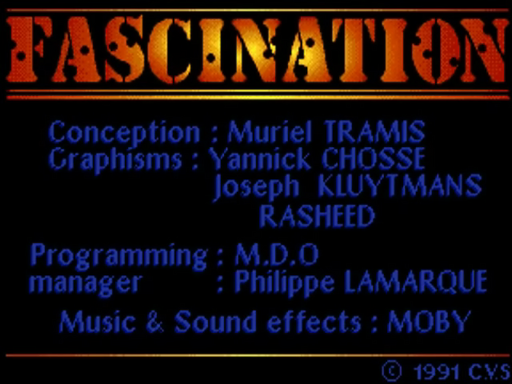 FASCINATION
Conception : Muriel TRAMIS
Graphisms : Yannick CHOSSE
Joseph KLUYTMANS
RASHEED
Programming : M.D.O
manager : Philippe LAMARQUE
Music & Sound effects : MOBY
© 1991 C.V.S